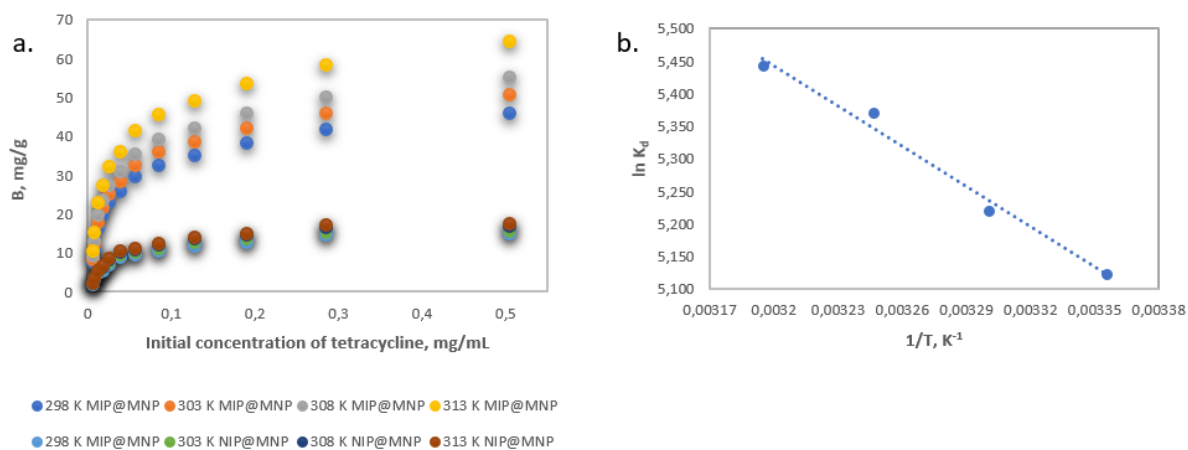 a.
70
60
50
40
30
20
10
0
B, mg/g
0 0,1 0,2 0,3 0,4 0,5
Initial concentration of tetracycline, mg/mL
298 K MIP@MNP 303 K MIP@MNP 308 K MIP@MNP 313 K MIP@MNP
298 K MIP@MNP 303 K NIP@MNP 308 K NIP@MNP 313 K NIP@MNP
b.
5,500
5,450
5,400
5,350
5,300
5,250
5,200
5,150
5,100
ln Kd
0,00317 0,0032 0,00323 0,00326 0,00329 0,00332 0,00335 0,00338
1/T, K-1